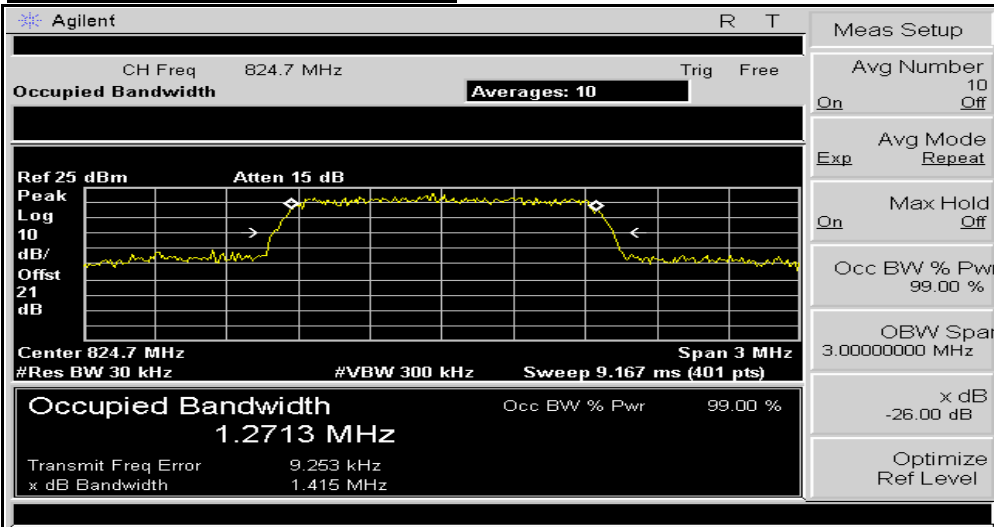 Agilent R T
CH Freq 824.7 MHz Trig Free
Occupied Bandwidth Averages: 10
Ref 25 dBm Atten 15 dB
Peak
Log
10
dB/
Offst
21
dB
Center 824.7 MHz Span 3 MHz
#Res BW 30 kHz #VBW 300 kHz Sweep 9.167 ms (401 pts)
Occupied Bandwidth Occ BW % Pwr 99.00 %
1.2713 MHz
Transmit Freq Error 9.253 kHz
x dB Bandwidth 1.415 MHz
Meas Setup
Avg Number
10
On Off
Avg Mode
Exp Repeat
Max Hold
On Off
Occ BW % Pwr
99.00 %
OBW Spa
3.00000000 MHz
x dB
-26.00 dB
Optimize
Ref Level